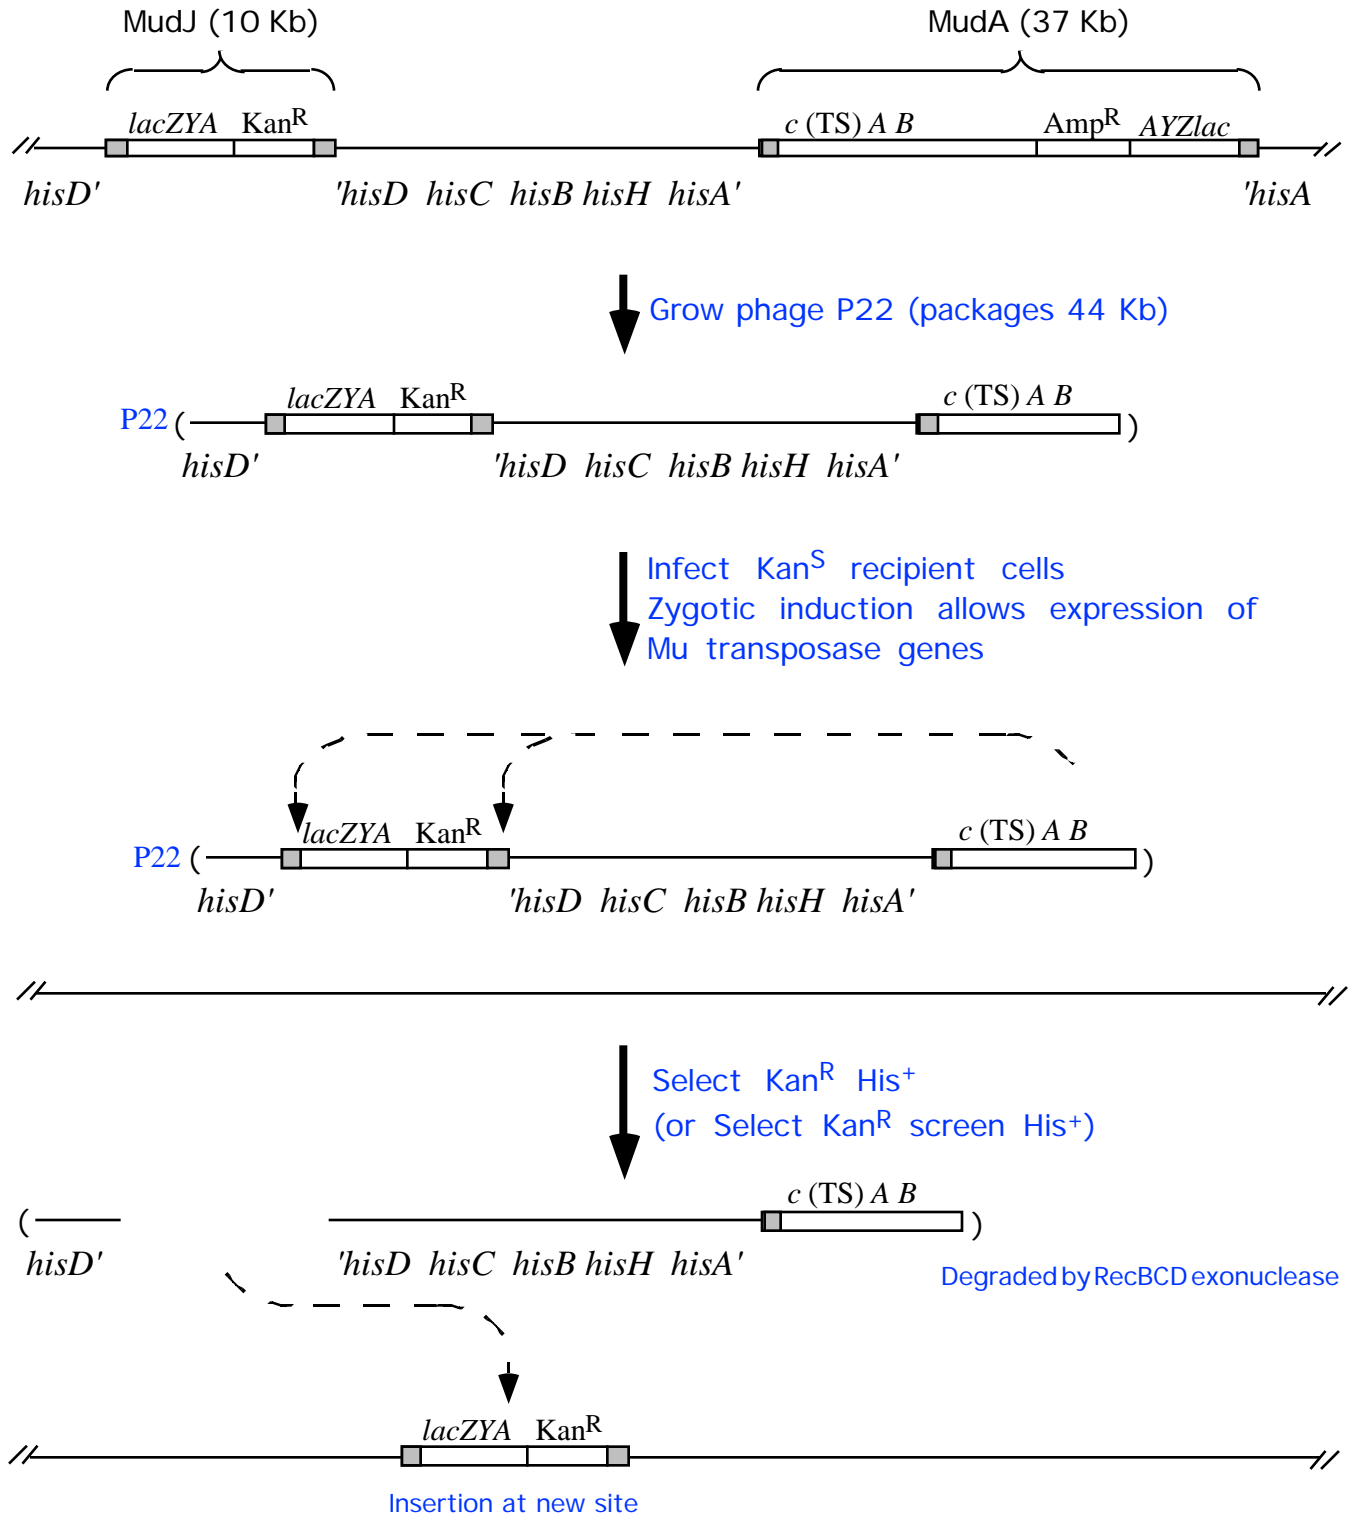 MudJ (10 Kb) MudA (37 Kb)
lacZYA KanR c (TS) A B AmpR AYZlac
hisD' 'hisD hisC hisB hisH hisA' 'hisA
Grow phage P22 (packages 44 Kb)
lacZYA KanR c (TS) A B
P22 ( )
hisD' 'hisD hisC hisB hisH hisA'
Infect KanS recipient cells
Zygotic induction allows expression of
Mu transposase genes
lacZYA KanR c (TS) A B
P22 ( )
hisD' 'hisD hisC hisB hisH hisA'
Select KanR His+
(or Select KanR screen His+)
c (TS) A B
( )
hisD' 'hisD hisC hisB hisH hisA'
Degraded by RecBCD exonuclease
lacZYA KanR
Insertion at new site